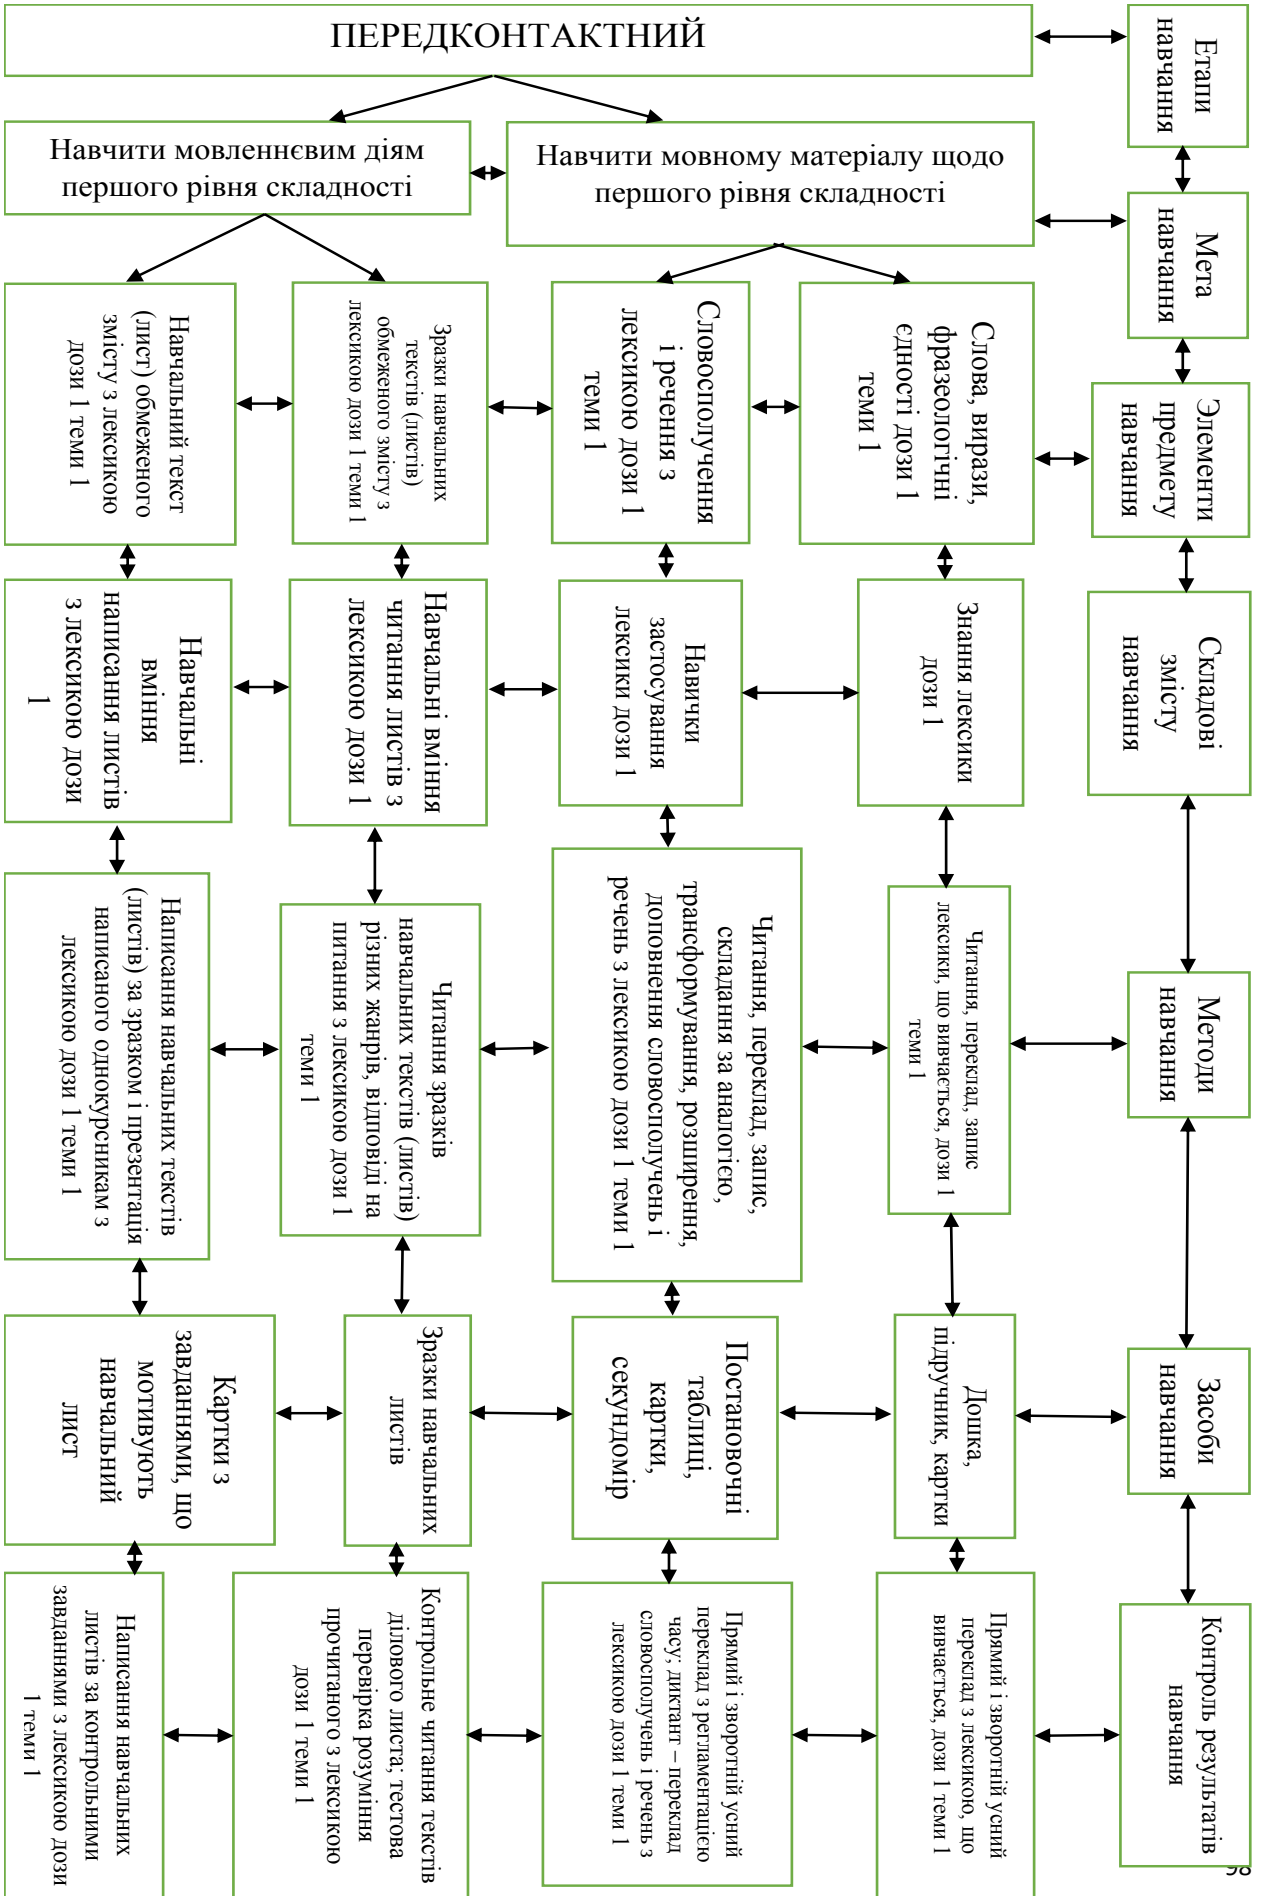 ПЕРЕДКОНТАКТНИЙ
Етапи
навчання
Навчити мовленнєвим діям
першого рівня складності
Навчити мовному матеріалу щодо
першого рівня складності
Мета
навчання
Навчальний текст
(лист) обмеженого
змісту з лексикою
дози 1 теми 1
Зразки навчальних
текстів (листів)
обмеженого змісту з
лексикою дози 1 теми 1
Словосполучення
і речення з
лексикою дози 1
теми 1
Слова, вирази,
фразеологічні
єдності дози 1
теми 1
Элементи
предмету
навчання
Навчальні
вміння
написання листів
з лексикою дози
1
Навчальні вміння
читання листів з
лексикою дози 1
Навички
застосування
лексики дози 1
Знання лексики
дози 1
Складові
змісту
навчання
Написання навчальних текстів
(листів) за зразком і презентація
написаного однокурсникам з
лексикою дози 1 теми 1
Читання зразків
навчальних текстів (листів)
різних жанрів, відповіді на
питання з лексикою дози 1
теми 1
Читання, переклад, запис,
складання за аналогією,
трансформування, розширення,
доповнення словосполучень і
речень з лексикою дози 1 теми 1
Читання, переклад, запис
лексики, що вивчається, дози 1
теми 1
Методи
навчання
Картки з
завданнями, що
мотивують
навчальний
лист
Зразки навчальних
листів
Постановочні
таблиці,
картки,
секундомір
Дошка,
підручник, картки
Засоби
навчання
Написання навчальних
листів за контрольними
завданнями з лексикою дози
1 теми 1
Контрольне читання текстів
ділового листа; тестова
перевірка розуміння
прочитаного з лексикою
дози 1 теми 1
Прямий і зворотній усний
переклад з регламентацією
часу; диктант – переклад
словосполучень і речень з
лексикою дози 1 теми 1
Прямий і зворотній усний
переклад з лексикою, що
вивчається, дози 1 теми 1
Контроль результатів
навчання